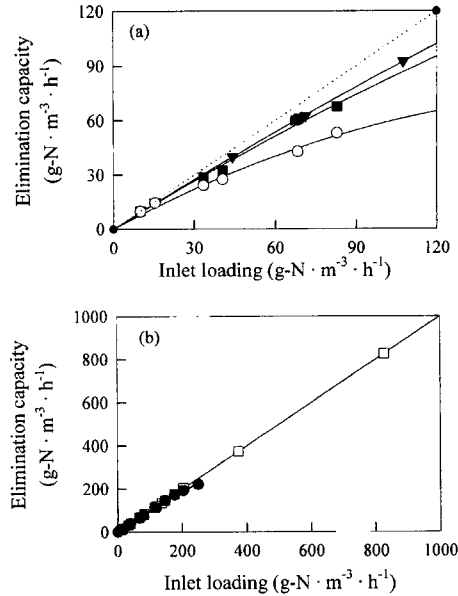 (a)
Elimination capacity
(g-N · m⁻³ · h⁻¹)
120
90
60
30
0
0 30 60 90 120
Inlet loading (g-N · m⁻³ · h⁻¹)
(b)
Elimination capacity
(g-N · m⁻³ · h⁻¹)
1000
800
600
400
200
0
0 200 400 600 800 1000
Inlet loading (g-N · m⁻³ · h⁻¹)